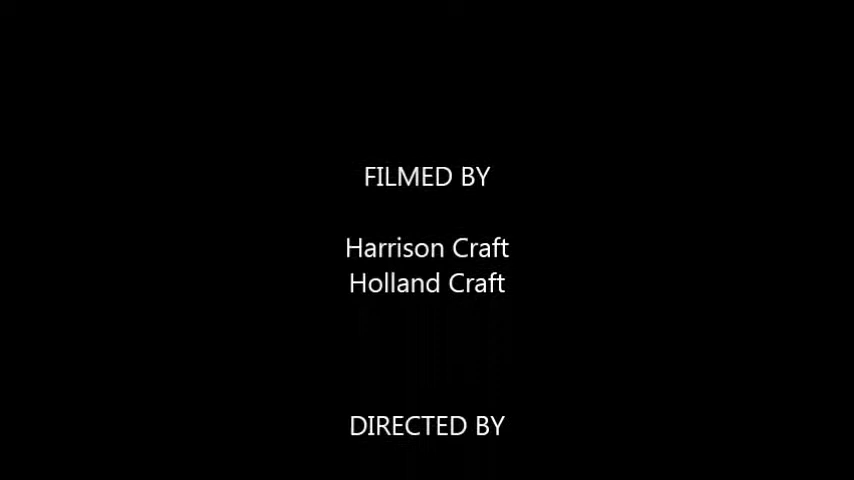 FILMED BY
Harrison Craft
Holland Craft
DIRECTED BY